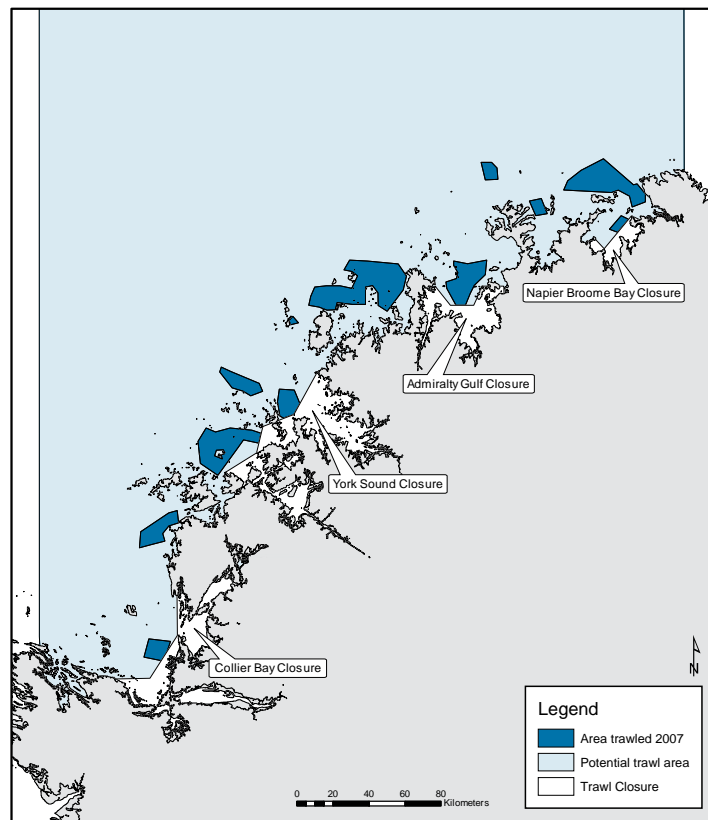 Napier Broome Bay Closure
Admiralty Gulf Closure
York Sound Closure
Collier Bay Closure
N
Legend
Area trawled 2007
Potential trawl area
Trawl Closure
0 20 40 60 80
Kilometers